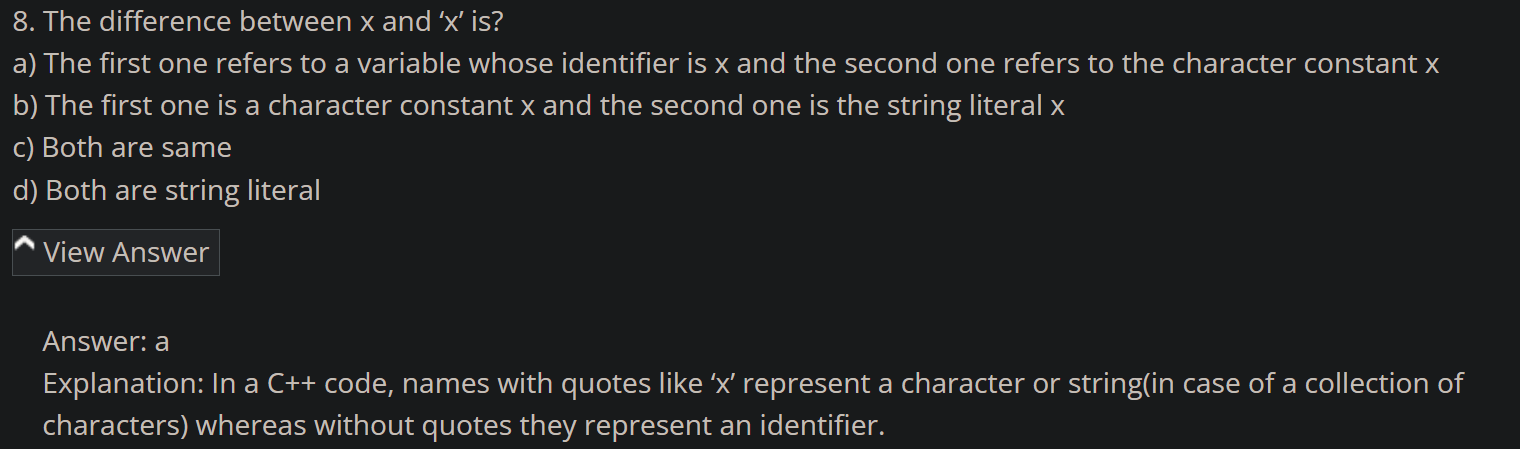 8. The difference between x and ‘x’ is?
a) The first one refers to a variable whose identifier is x and the second one refers to the character constant x
b) The first one is a character constant x and the second one is the string literal x
c) Both are same
d) Both are string literal
View Answer
Answer: a
Explanation: In a C++ code, names with quotes like ‘x’ represent a character or string(in case of a collection of
characters) whereas without quotes they represent an identifier.